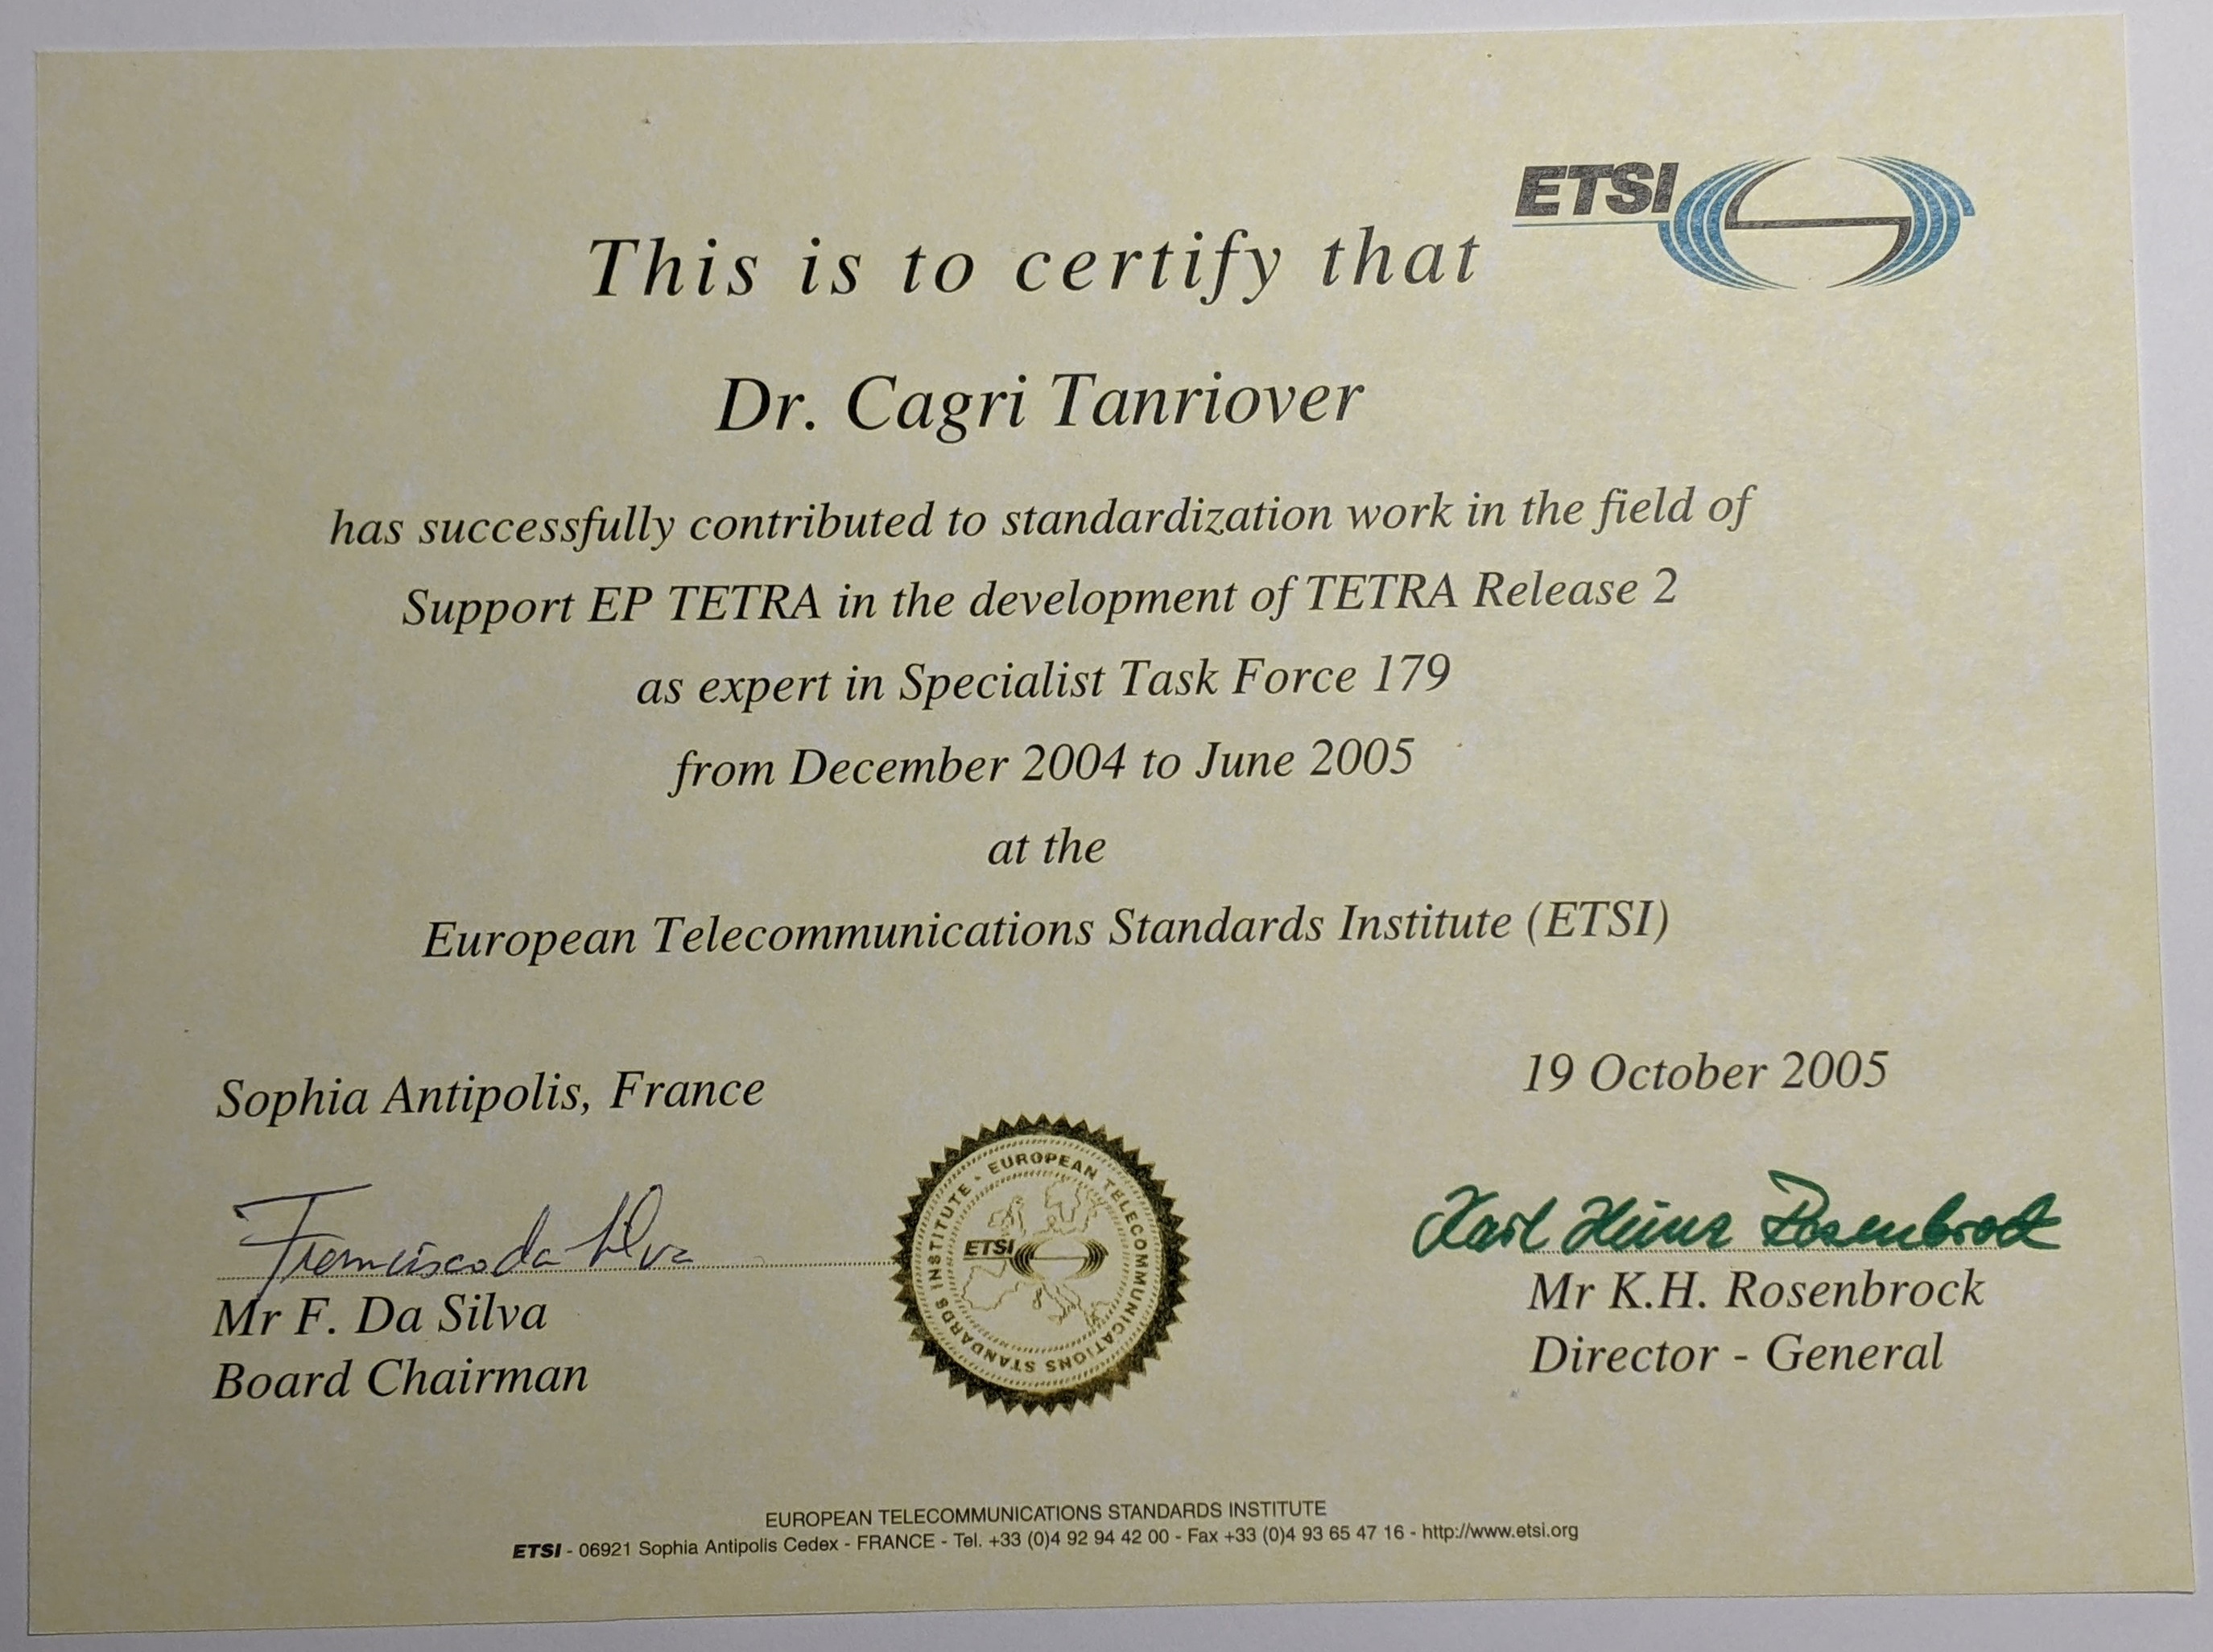 ETSI
This is to certify that
Dr. Cagri Tanriover
has successfully contributed to standardization work in the field of
Support EP TETRA in the development of TETRA Release 2
as expert in Specialist Task Force 179
from December 2004 to June 2005
at the
European Telecommunications Standards Institute (ETSI)
Sophia Antipolis, France
19 October 2005
Francisco da Silva
Mr F. Da Silva
Board Chairman
EUROPEAN TELECOMMUNICATIONS STANDARDS INSTITUTE
ETSI
Karl Heinz Rosenbrock
Mr K.H. Rosenbrock
Director - General
EUROPEAN TELECOMMUNICATIONS STANDARDS INSTITUTE
ETSI - 06921 Sophia Antipolis Cedex - FRANCE - Tel. +33 (0)4 92 94 42 00 - Fax +33 (0)4 93 65 47 16 - http://www.etsi.org